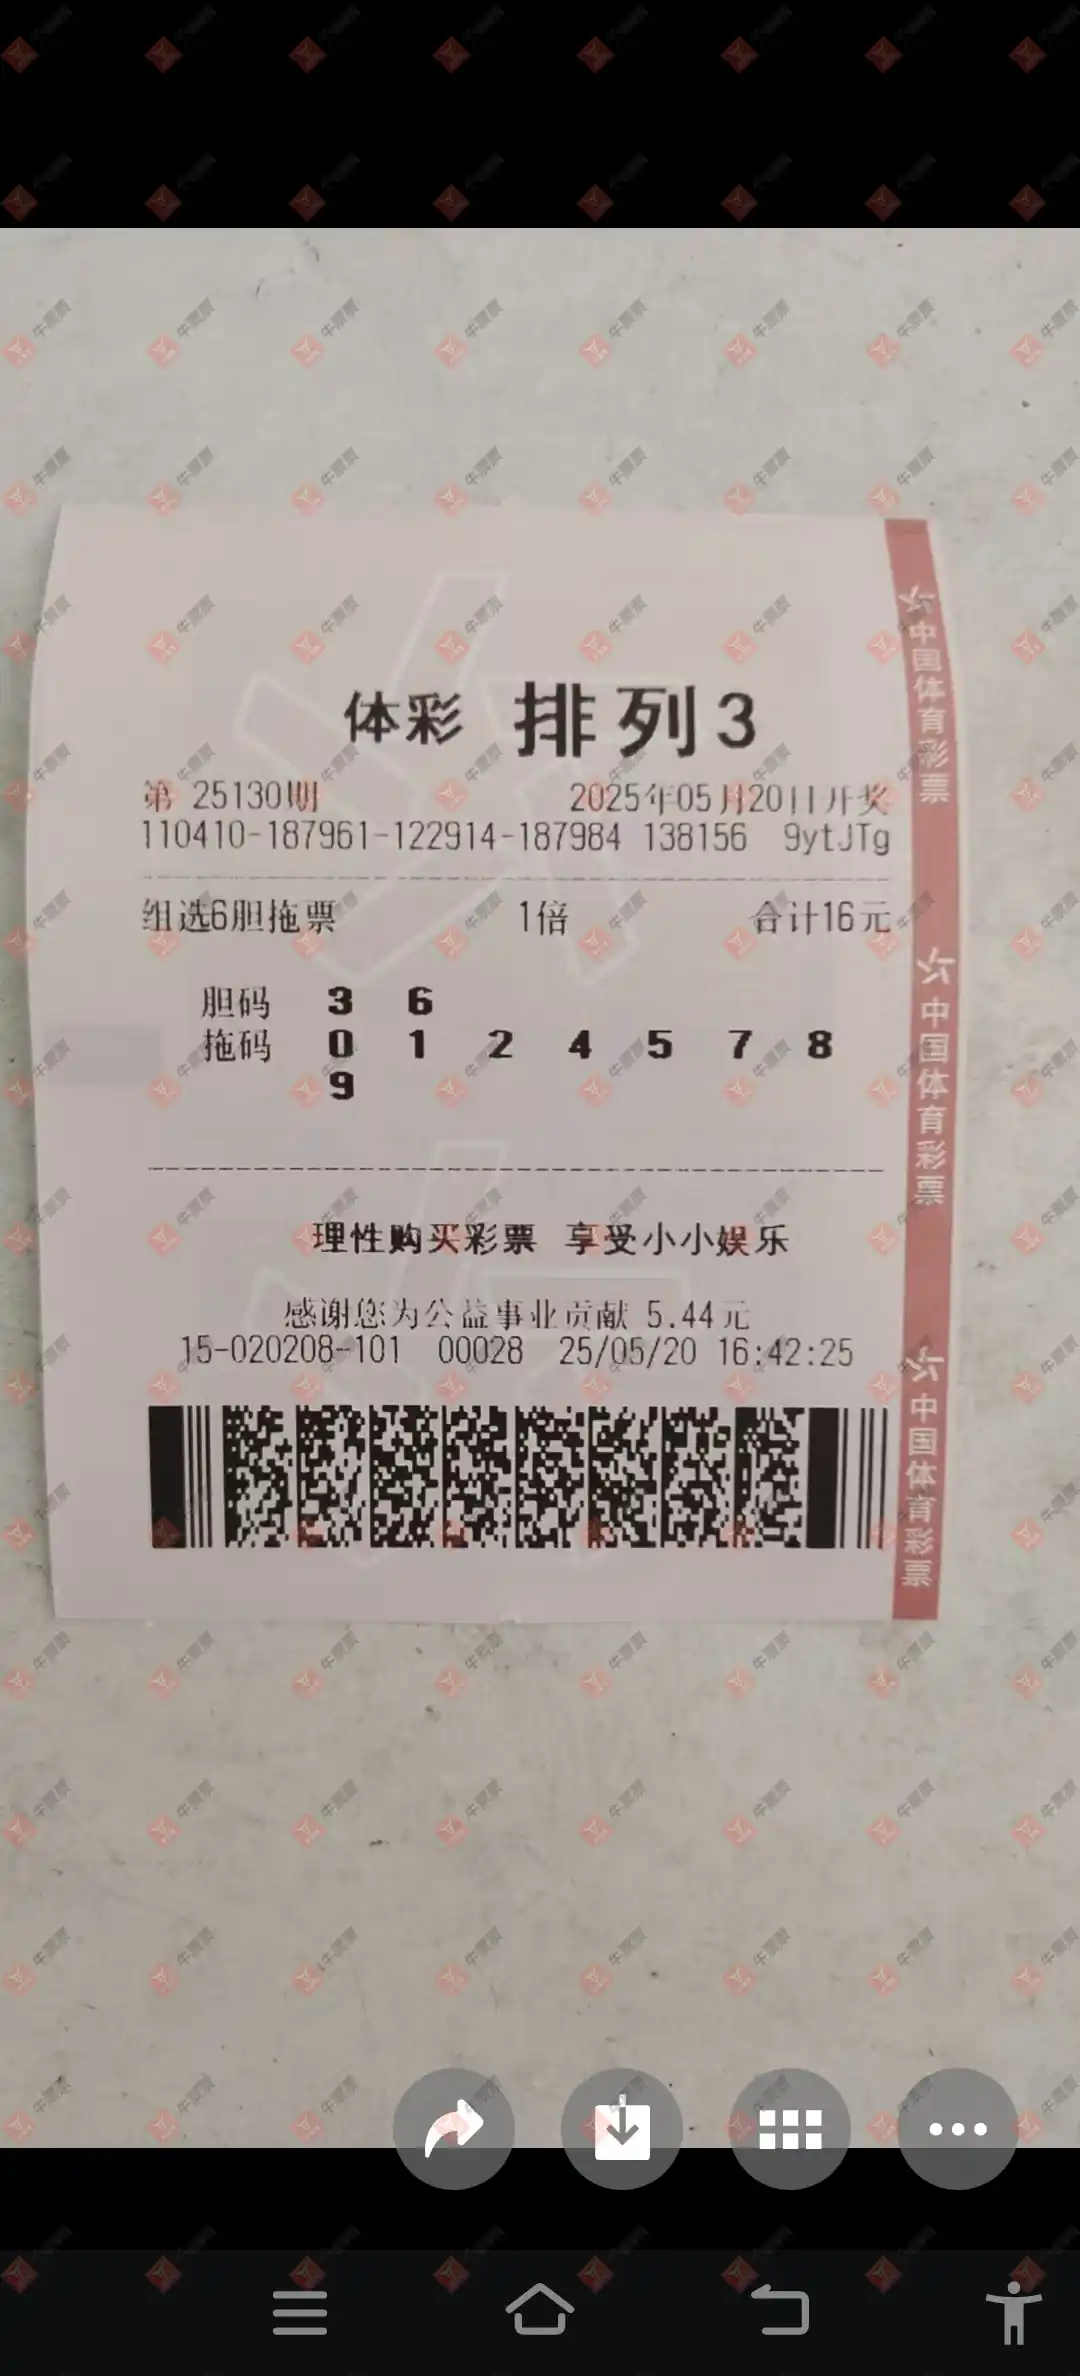 体彩 排列3
第 25130期 2025年05月20日开奖
110410-187961-122914-187984 138156 9ytJTg
组选6胆拖票 1倍 合计16元
胆码 3 6
拖码 0 1 2 4 5 7 8
9
理性购买彩票 享受小小娱乐
感谢您为公益事业贡献 5.44元
15-020208-101 00028 25/05/20 16:42:25
中国体育彩票
中国体育彩票
中国体育彩票
牛票票